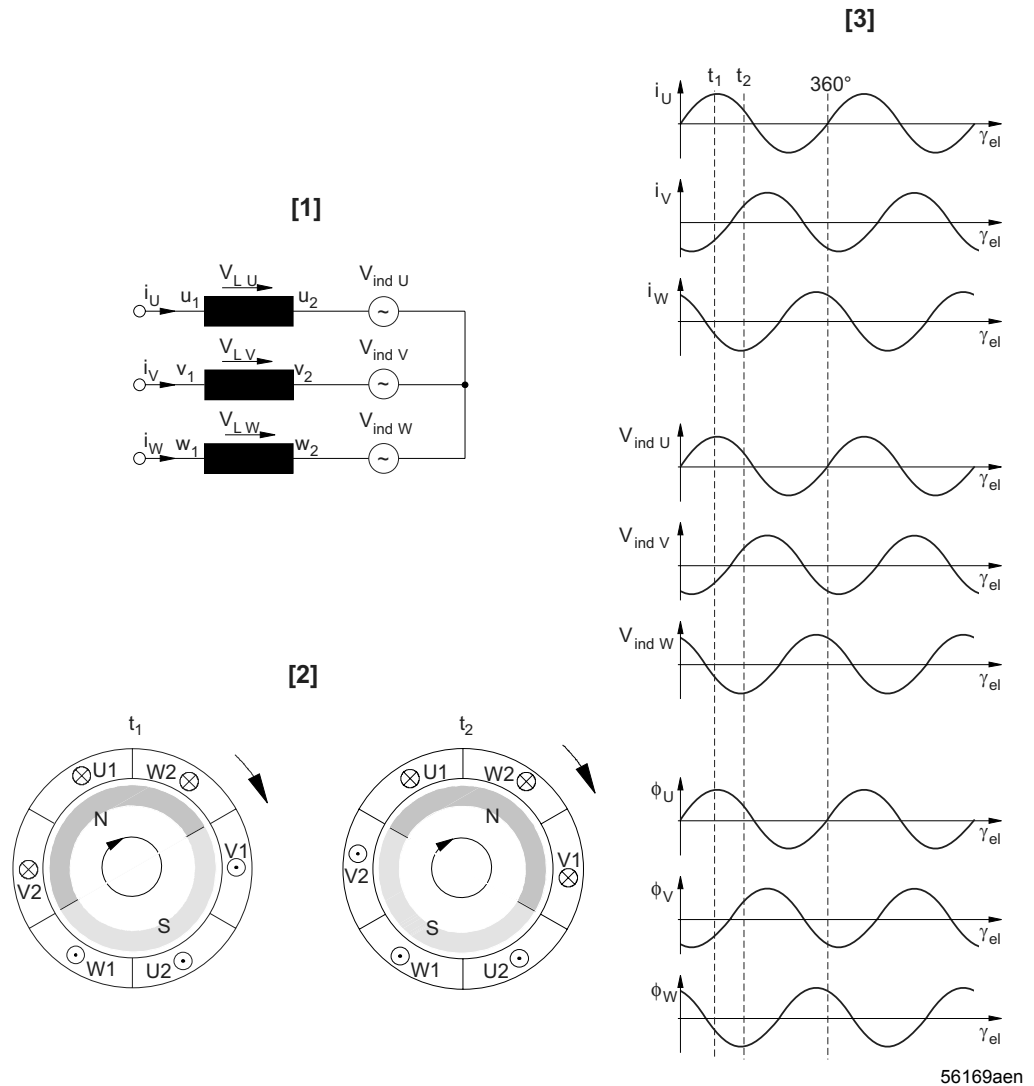 [3]
t1 t2 360°
iU
γel
iV
γel
iW
γel
[1]
VL U Vind U
iU u1 u2
~
VL V Vind V
iV v1 v2
~
VL W Vind W
iW w1 w2
~
Vind U
γel
Vind V
γel
Vind W
γel
[2]
t1
U1 W2
N
V2 V1
S
W1 U2
t2
U1 W2
N
V2 V1
S
W1 U2
ϕU
γel
ϕV
γel
ϕW
γel
56169aen